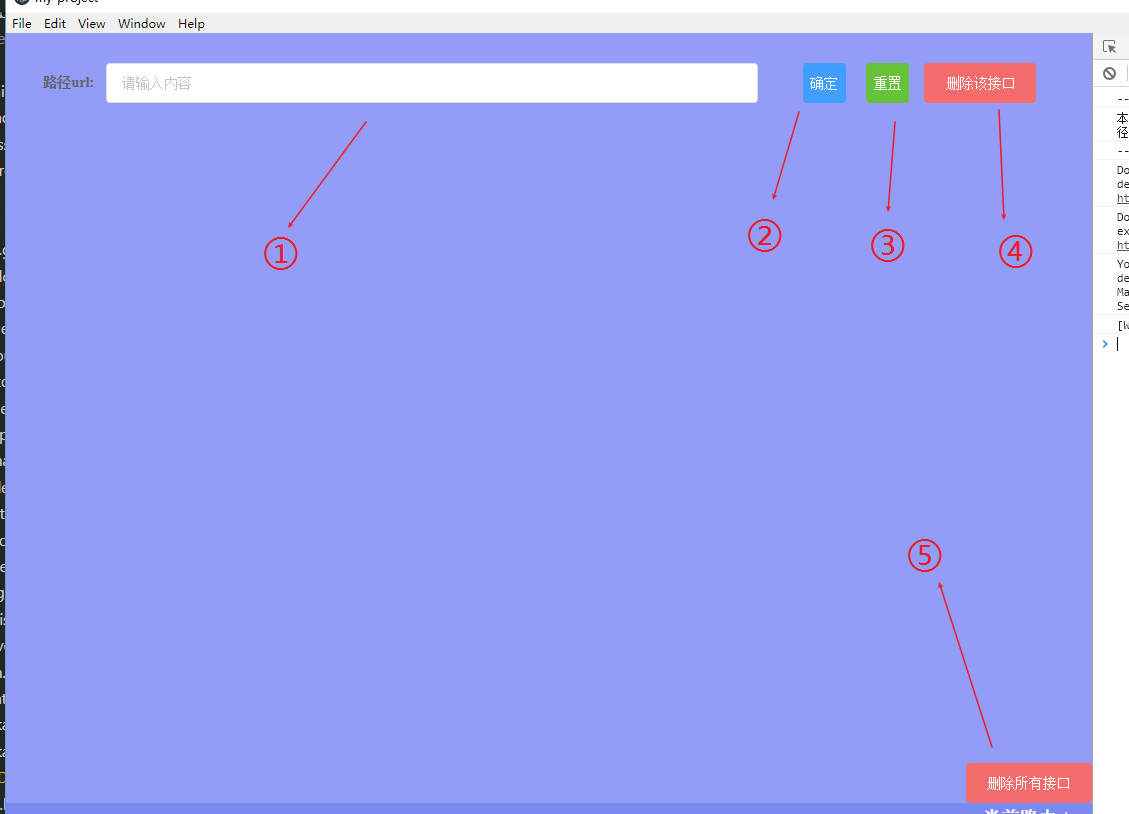 my-project
File Edit View Window Help
路径url: 请输入内容 确定 重置 删除该接口
--
本
径
--
Do
de
ht
Do
ex
ht
Yo
de
Ma
Se
[W
①
②
③
④
⑤
删除所有接口